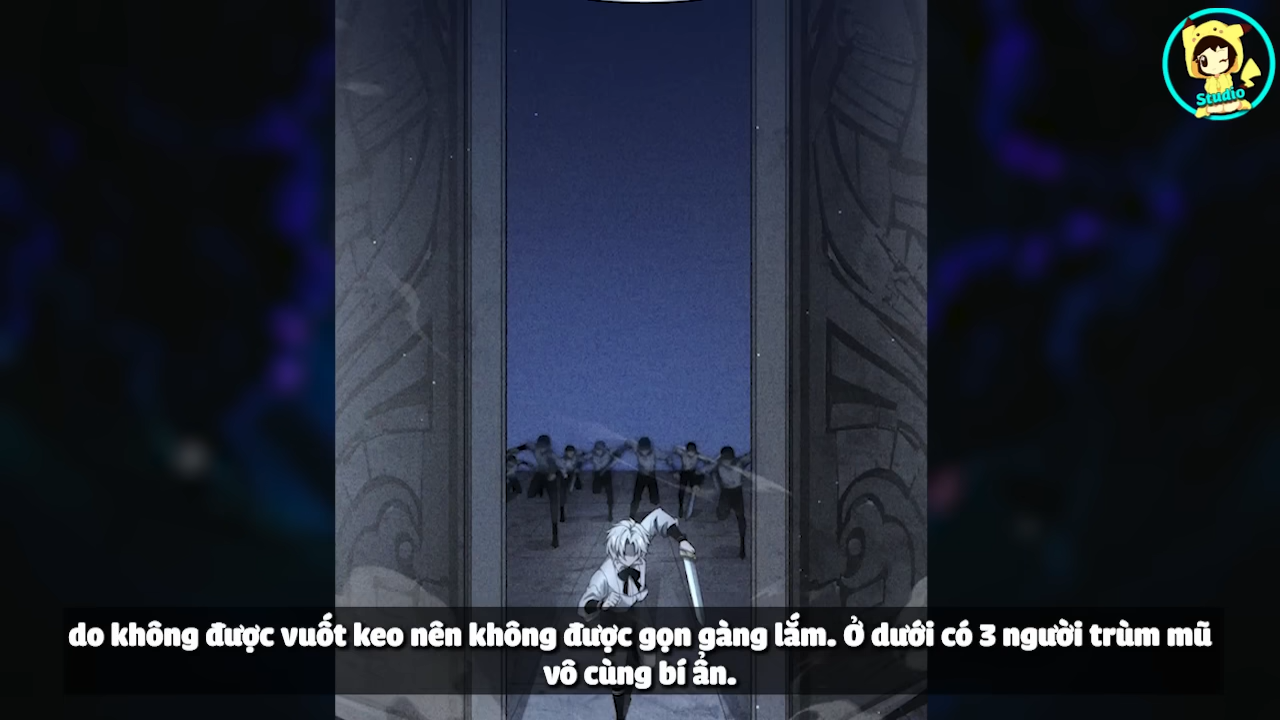 Studio
do không được vuốt keo nên không được gọn gàng lắm. Ở dưới có 3 người trùm mũ
vô cùng bí ẩn.